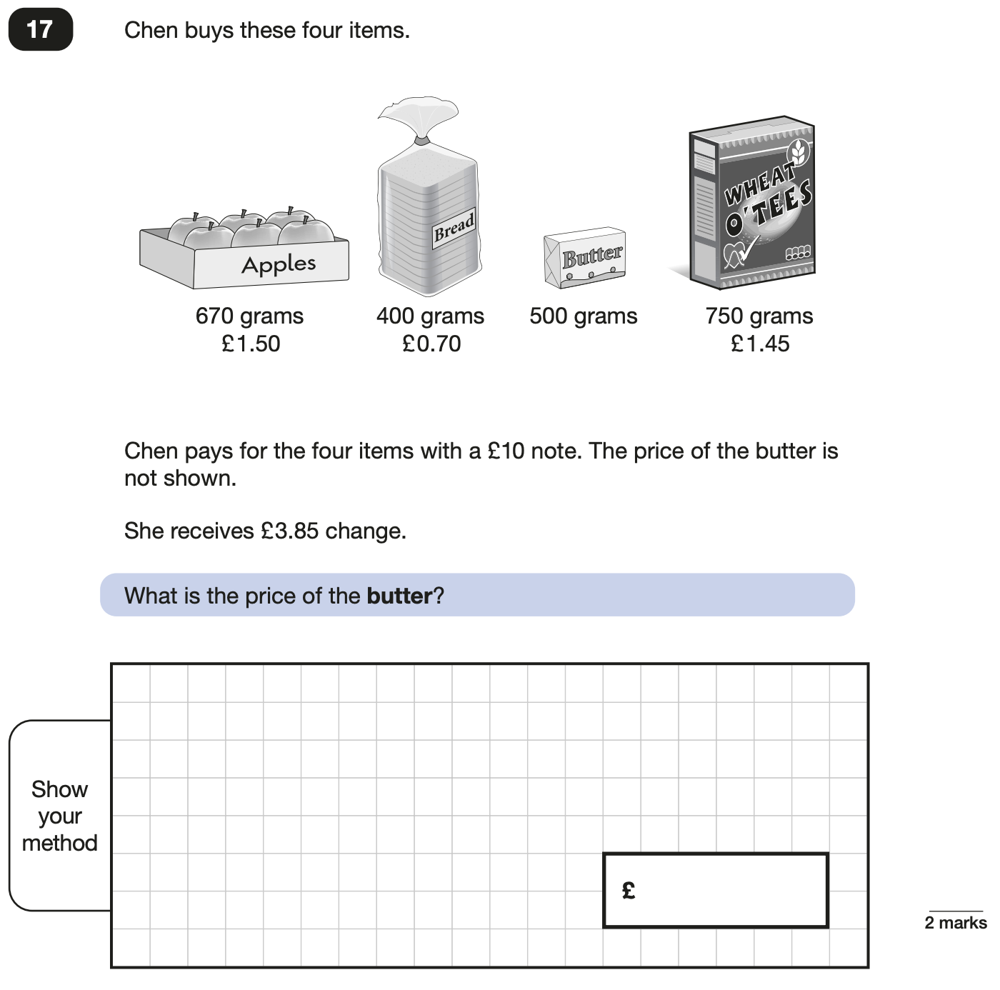 17
Chen buys these four items.
Apples
Bread
Butter
WHEAT
O'TEES
670 grams
£1.50
400 grams
£0.70
500 grams
750 grams
£1.45
Chen pays for the four items with a £10 note. The price of the butter is
not shown.
She receives £3.85 change.
What is the price of the butter?
Show
your
method
£
2 marks